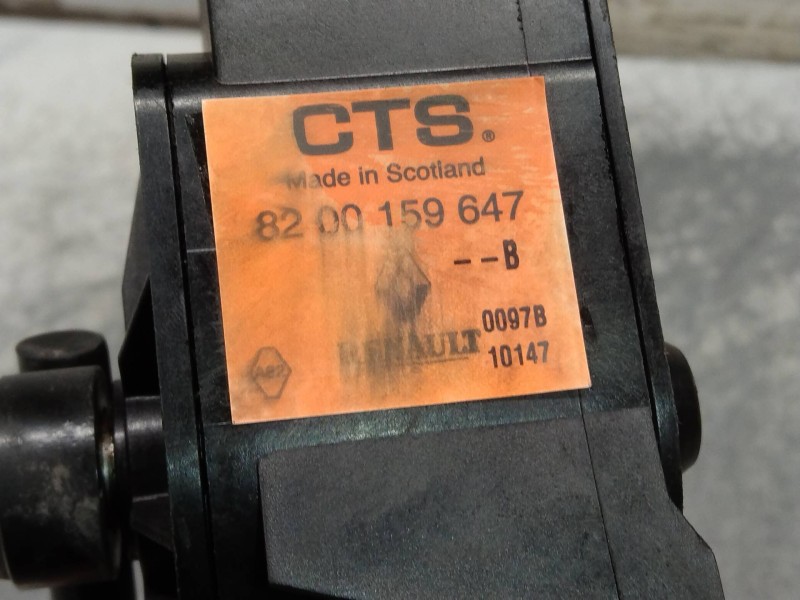 CTS®
Made in Scotland
82 00 159 647
--B
0097B
RENAULT
10147